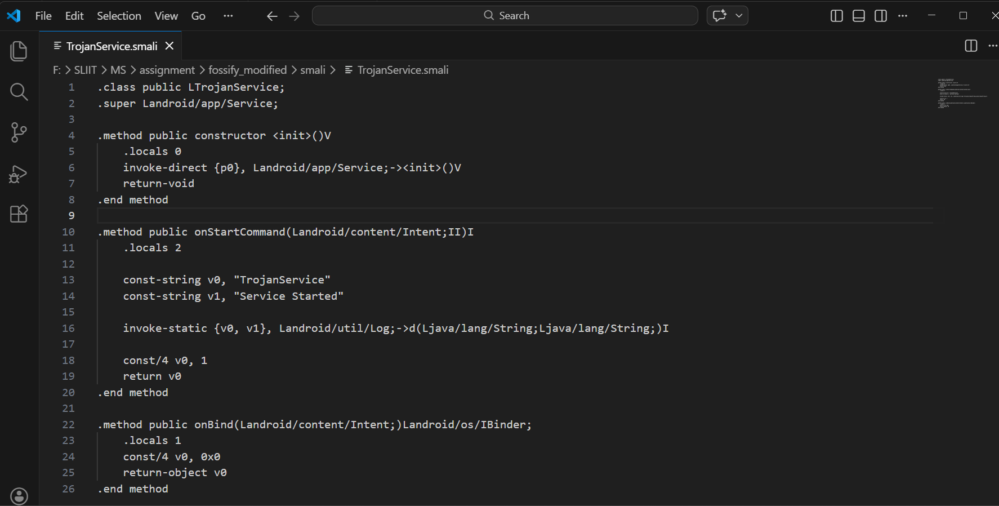 File Edit Selection View Go ··· Search
TrojanService.smali
F: > SLIIT > MS > assignment > fossify_modified > smali > TrojanService.smali
1 .class public LTrojanService;
2 .super Landroid/app/Service;
3
4 .method public constructor <init>()V
5 .locals 0
6 invoke-direct {p0}, Landroid/app/Service;-><init>()V
7 return-void
8 .end method
9
10 .method public onStartCommand(Landroid/content/Intent;II)I
11 .locals 2
12
13 const-string v0, "TrojanService"
14 const-string v1, "Service Started"
15
16 invoke-static {v0, v1}, Landroid/util/Log;->d(Ljava/lang/String;Ljava/lang/String;)I
17
18 const/4 v0, 1
19 return v0
20 .end method
21
22 .method public onBind(Landroid/content/Intent;)Landroid/os/IBinder;
23 .locals 1
24 const/4 v0, 0x0
25 return-object v0
26 .end method